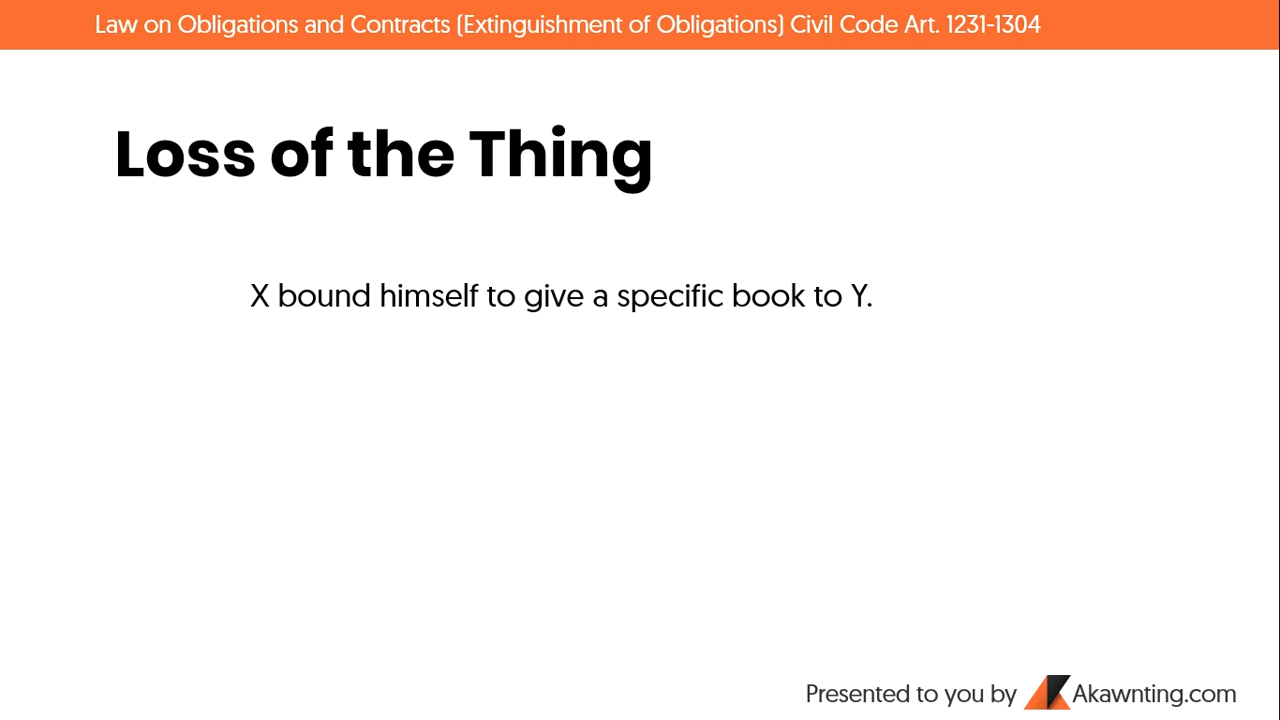 Law on Obligations and Contracts (Extinguishment of Obligations) Civil Code Art. 1231-1304
Loss of the Thing
X bound himself to give a specific book to Y.
Presented to you by Akawnting.com